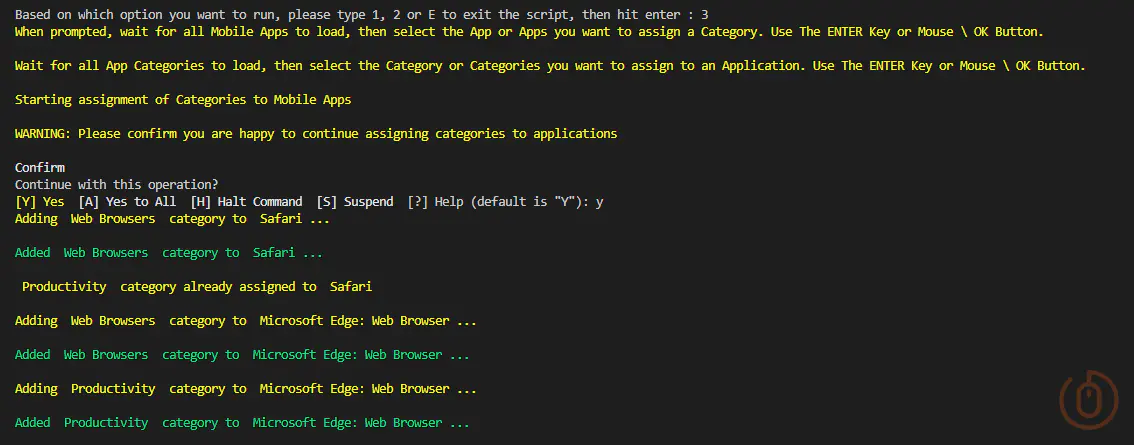 Based on which option you want to run, please type 1, 2 or E to exit the script, then hit enter : 3
When prompted, wait for all Mobile Apps to load, then select the App or Apps you want to assign a Category. Use The ENTER Key or Mouse \ OK Button.
Wait for all App Categories to load, then select the Category or Categories you want to assign to an Application. Use The ENTER Key or Mouse \ OK Button.
Starting assignment of Categories to Mobile Apps
WARNING: Please confirm you are happy to continue assigning categories to applications
Confirm
Continue with this operation?
[Y] Yes  [A] Yes to All  [H] Halt Command  [S] Suspend  [?] Help (default is "Y"): y
Adding  Web Browsers  category to  Safari ...
Added  Web Browsers  category to  Safari ...
Productivity  category already assigned to  Safari
Adding  Web Browsers  category to  Microsoft Edge: Web Browser ...
Added  Web Browsers  category to  Microsoft Edge: Web Browser ...
Adding  Productivity  category to  Microsoft Edge: Web Browser ...
Added  Productivity  category to  Microsoft Edge: Web Browser ...